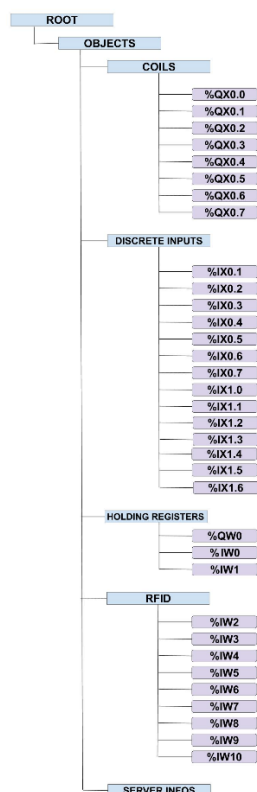 ROOT
OBJECTS
COILS
%QX0.0
%QX0.1
%QX0.2
%QX0.3
%QX0.4
%QX0.5
%QX0.6
%QX0.7
DISCRETE INPUTS
%IX0.1
%IX0.2
%IX0.3
%IX0.4
%IX0.5
%IX0.6
%IX0.7
%IX1.0
%IX1.1
%IX1.2
%IX1.3
%IX1.4
%IX1.5
%IX1.6
HOLDING REGISTERS
%QW0
%IW0
%IW1
RFID
%IW2
%IW3
%IW4
%IW5
%IW6
%IW7
%IW8
%IW9
%IW10
SERVER INFOS